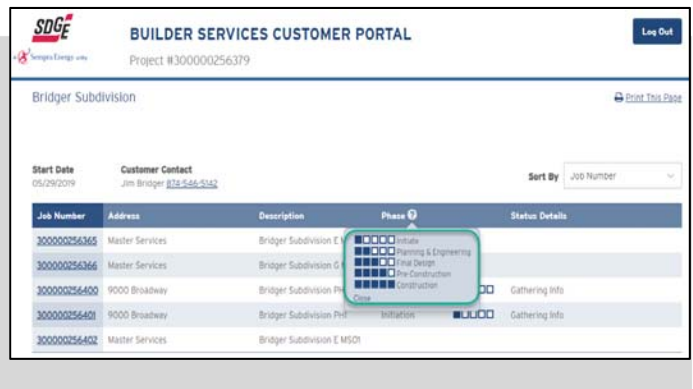 SDGE
BUILDER SERVICES CUSTOMER PORTAL
Log Out
A Sempra Energy utility
Project #300000256379
Bridger Subdivision
Print This Page
Start Date
Customer Contact
05/29/2019
Jim Bridger 874-546-5142
Sort By
Job Number
Job Number Address Description Phase ? Status Details
300000256365 Master Services Bridger Subdivision E
Initiate
Planning & Engineering
300000256366 Master Services Bridger Subdivision G
Final Design
Pre-Construction
Construction
300000256400 9000 Broadway Bridger Subdivision PH Gathering Info
Close
300000256401 9000 Broadway Bridger Subdivision PH1 Initiation Gathering Info
300000256402 Master Services Bridger Subdivision E MS01